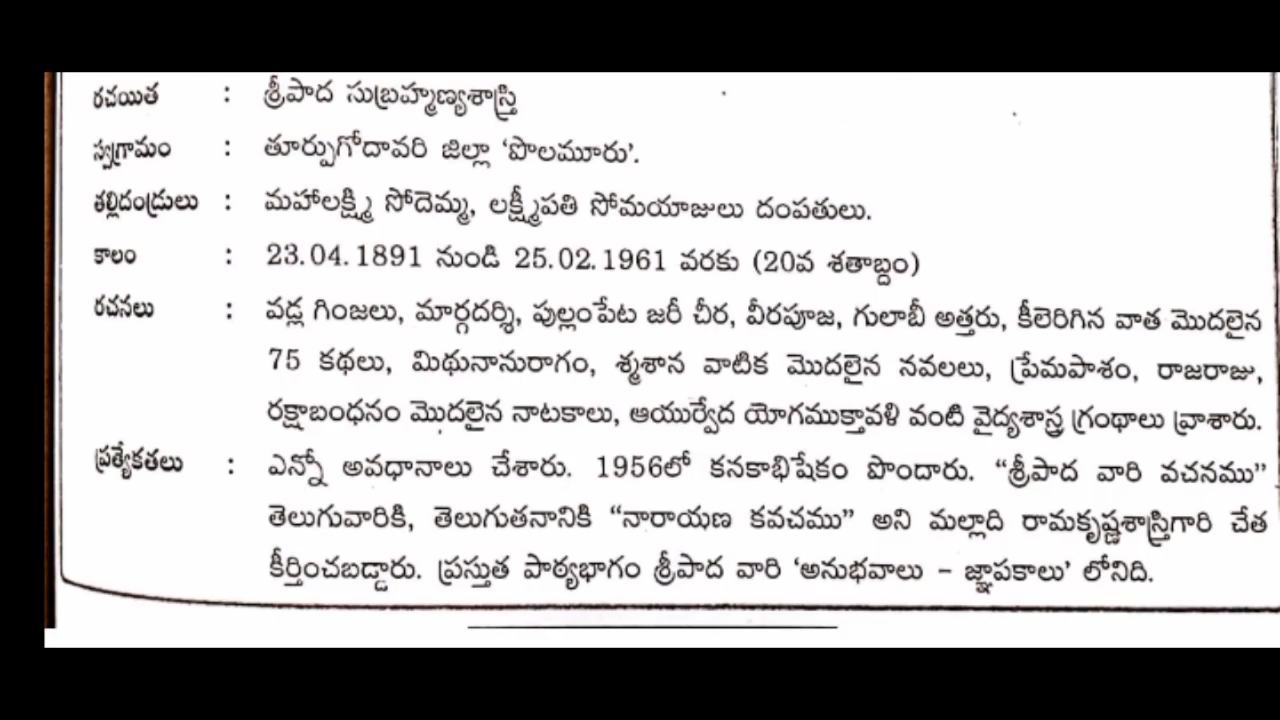 రచయిత : శ్రీపాద సుబ్రహ్మణ్యశాస్త్రి
స్వగ్రామం : తూర్పుగోదావరి జిల్లా 'పొలమూరు'.
తల్లిదండ్రులు : మహాలక్ష్మి సోదెమ్మ, లక్ష్మీపతి సోమయాజులు దంపతులు.
కాలం : 23.04.1891 నుండి 25.02.1961 వరకు (20వ శతాబ్దం)
రచనలు : వడ్ల గింజలు, మార్గదర్శి, పుల్లంపేట జరీ చీర, వీరపూజ, గులాబీ అత్తరు, కీలెరిగిన వాత మొదలైన
75 కథలు, మిథునానురాగం, శ్మశాన వాటిక మొదలైన నవలలు, ప్రేమపాశం, రాజరాజు,
రక్షాబంధనం మొదలైన నాటకాలు, ఆయుర్వేద యోగముక్తావళి వంటి వైద్యశాస్త్ర గ్రంథాలు వ్రాశారు.
ప్రత్యేకతలు : ఎన్నో అవధానాలు చేశారు. 1956లో కనకాభిషేకం పొందారు. "శ్రీపాద వారి వచనము"
తెలుగువారికి, తెలుగుతనానికి "నారాయణ కవచము" అని మల్లాది రామకృష్ణశాస్త్రిగారి చేత
కీర్తించబడ్డారు. ప్రస్తుత పాఠ్యభాగం శ్రీపాద వారి 'అనుభవాలు - జ్ఞాపకాలు' లోనిది.